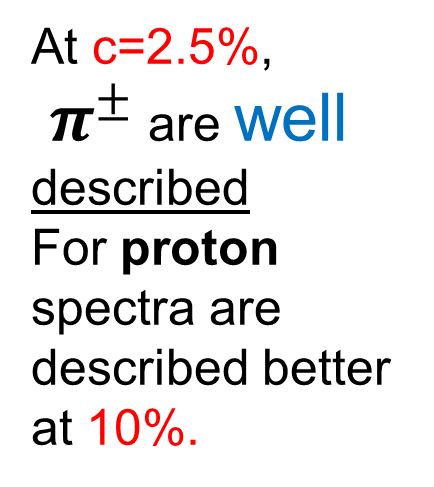 At c=2.5%,
π± are well
described
For proton
spectra are
described better
at 10%.